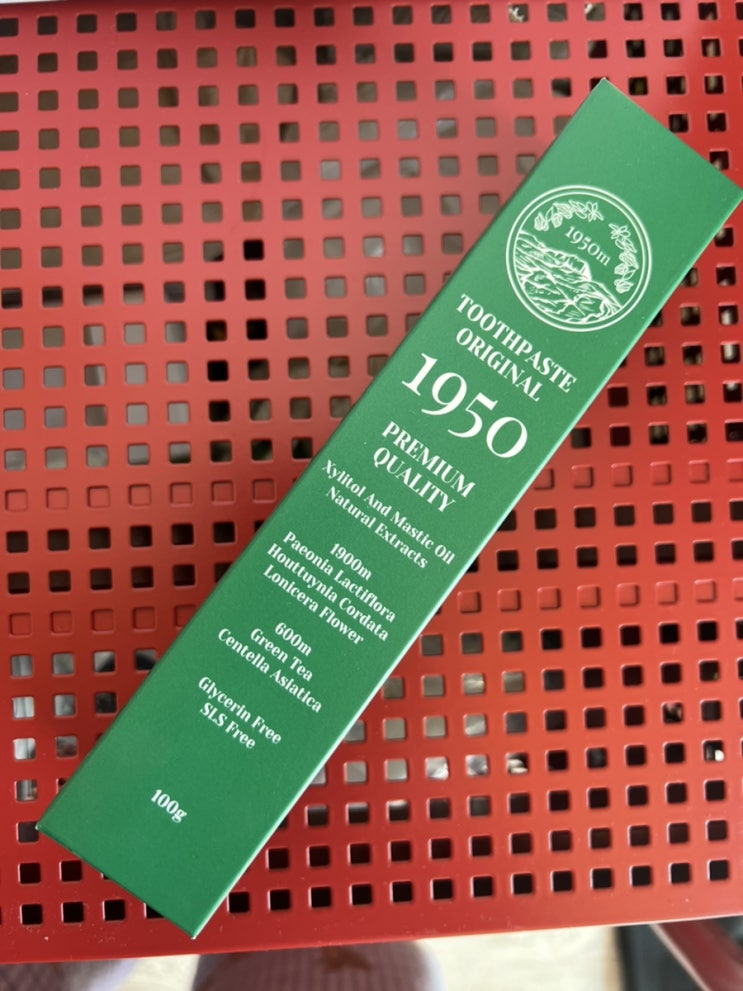 1950m
TOOTHPASTE
ORIGINAL
1950
PREMIUM
QUALITY
Xylitol And Mastic Oil
Natural Extracts
1900m
Paeonia Lactiflora
Houttuynia Cordata
Lonicera Flower
600m
Green Tea
Centella Asiatica
Glycerin Free
SLS Free
100g